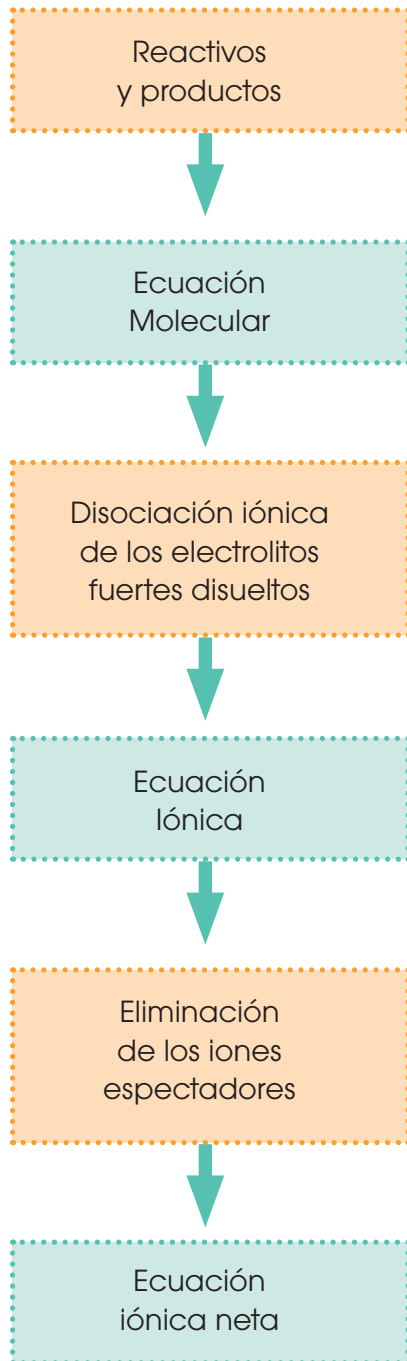 Reactivos
y productos
Ecuación
Molecular
Disociación iónica
de los electrolitos
fuertes disueltos
Ecuación
Iónica
Eliminación
de los iones
espectadores
Ecuación
iónica neta